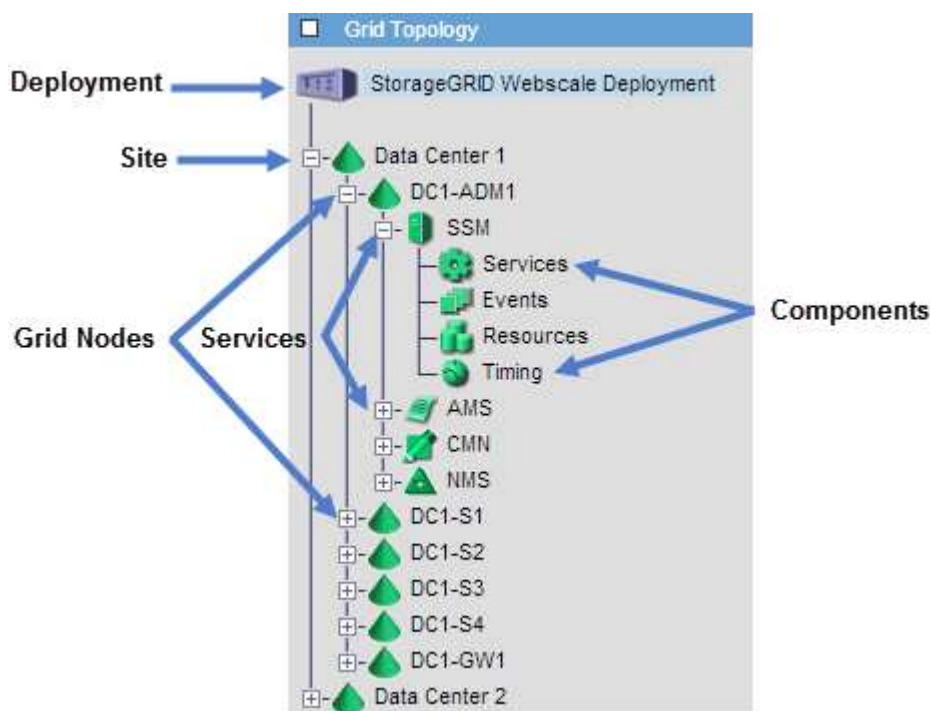 Grid Topology
Deployment
StorageGRID Webscale Deployment
Site
Data Center 1
DC1-ADM1
SSM
Services
Events
Components
Grid Nodes
Services
Resources
Timing
AMS
CMN
NMS
DC1-S1
DC1-S2
DC1-S3
DC1-S4
DC1-GW1
Data Center 2